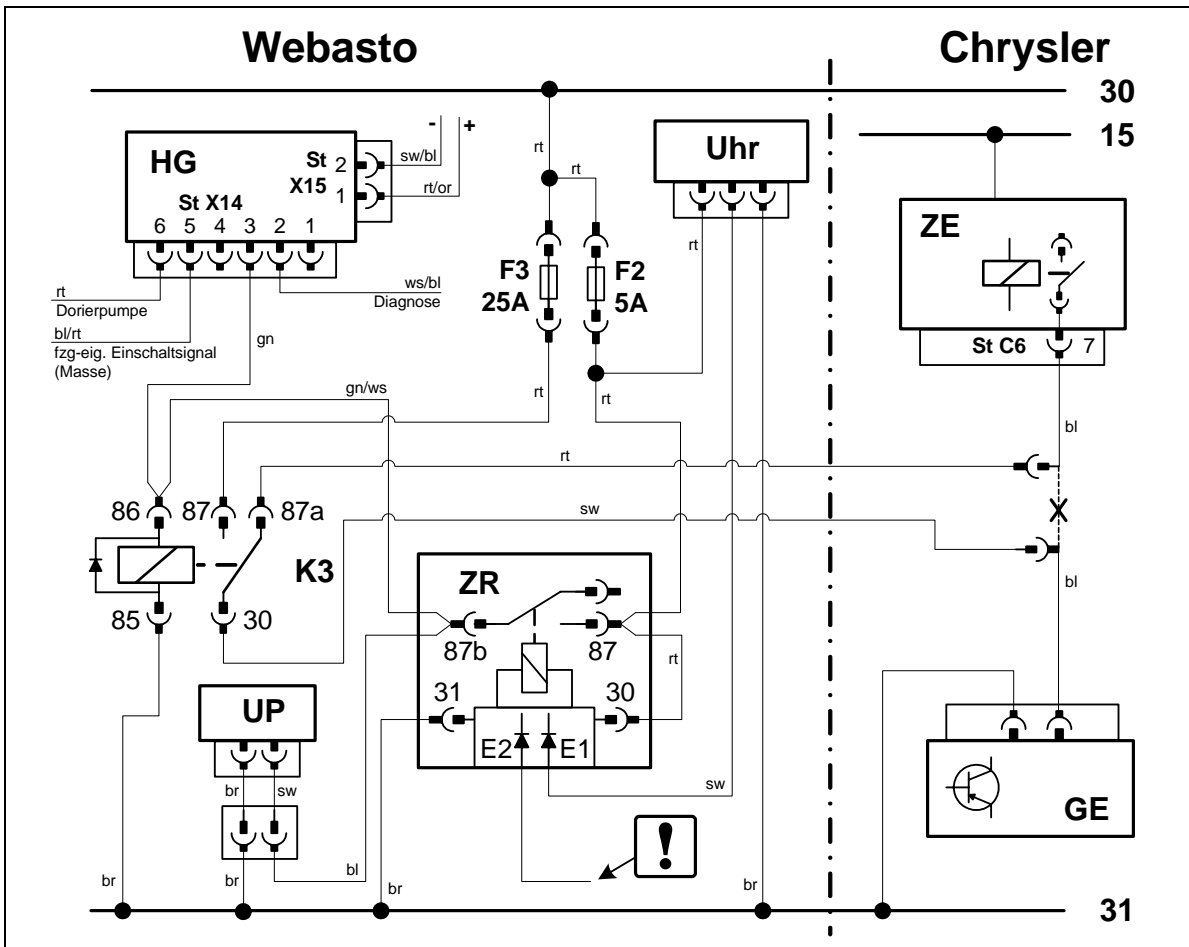 Webasto
Chrysler
30
15
- +
HG
St 2
X15
1
St X14
6 5 4 3 2 1
sw/bl
rt/or
rt
rt
Uhr
ZE
F3
25A
F2
5A
rt
rt
Dorierpumpe
ws/bl
Diagnose
bl/rt
fzg-eig. Einschaltsignal
(Masse)
gn
St C6 7
gn/ws
rt
rt
bl
rt
86 87 87a
sw
K3
85 30
ZR
87b 87
rt
bl
31 30
UP
E2 E1
br sw
sw
GE
!
br br bl br br
31